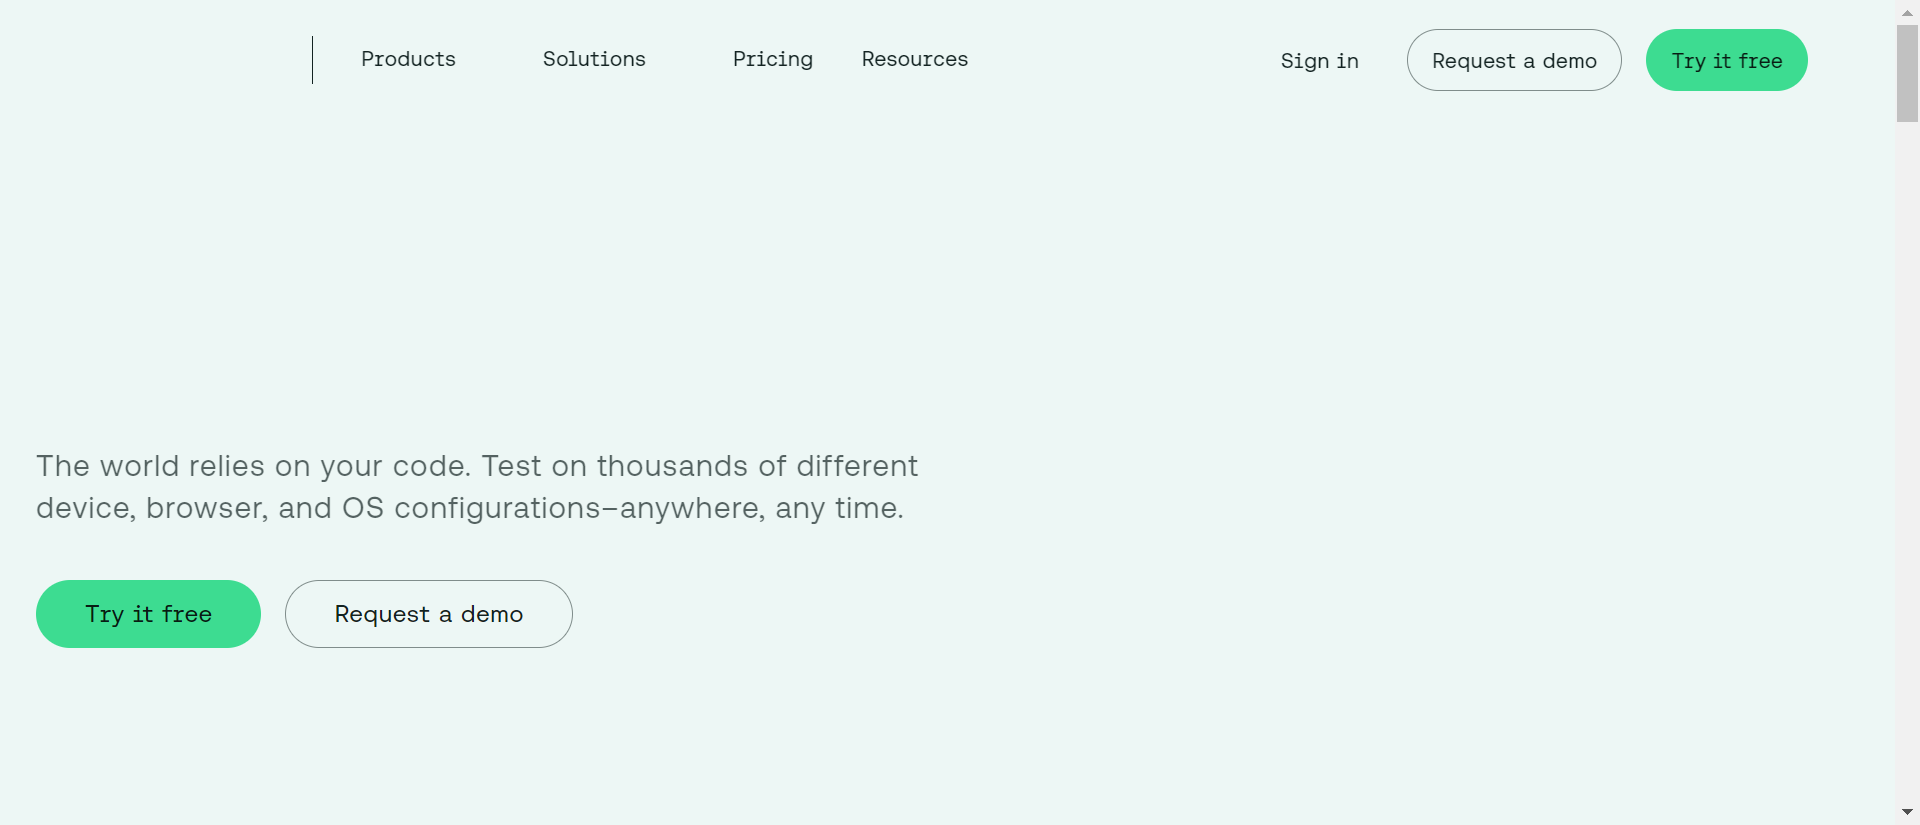 Products
Solutions
Pricing
Resources
Sign in
Request a demo
Try it free
The world relies on your code. Test on thousands of different
device, browser, and OS configurations–anywhere, any time.
Try it free
Request a demo